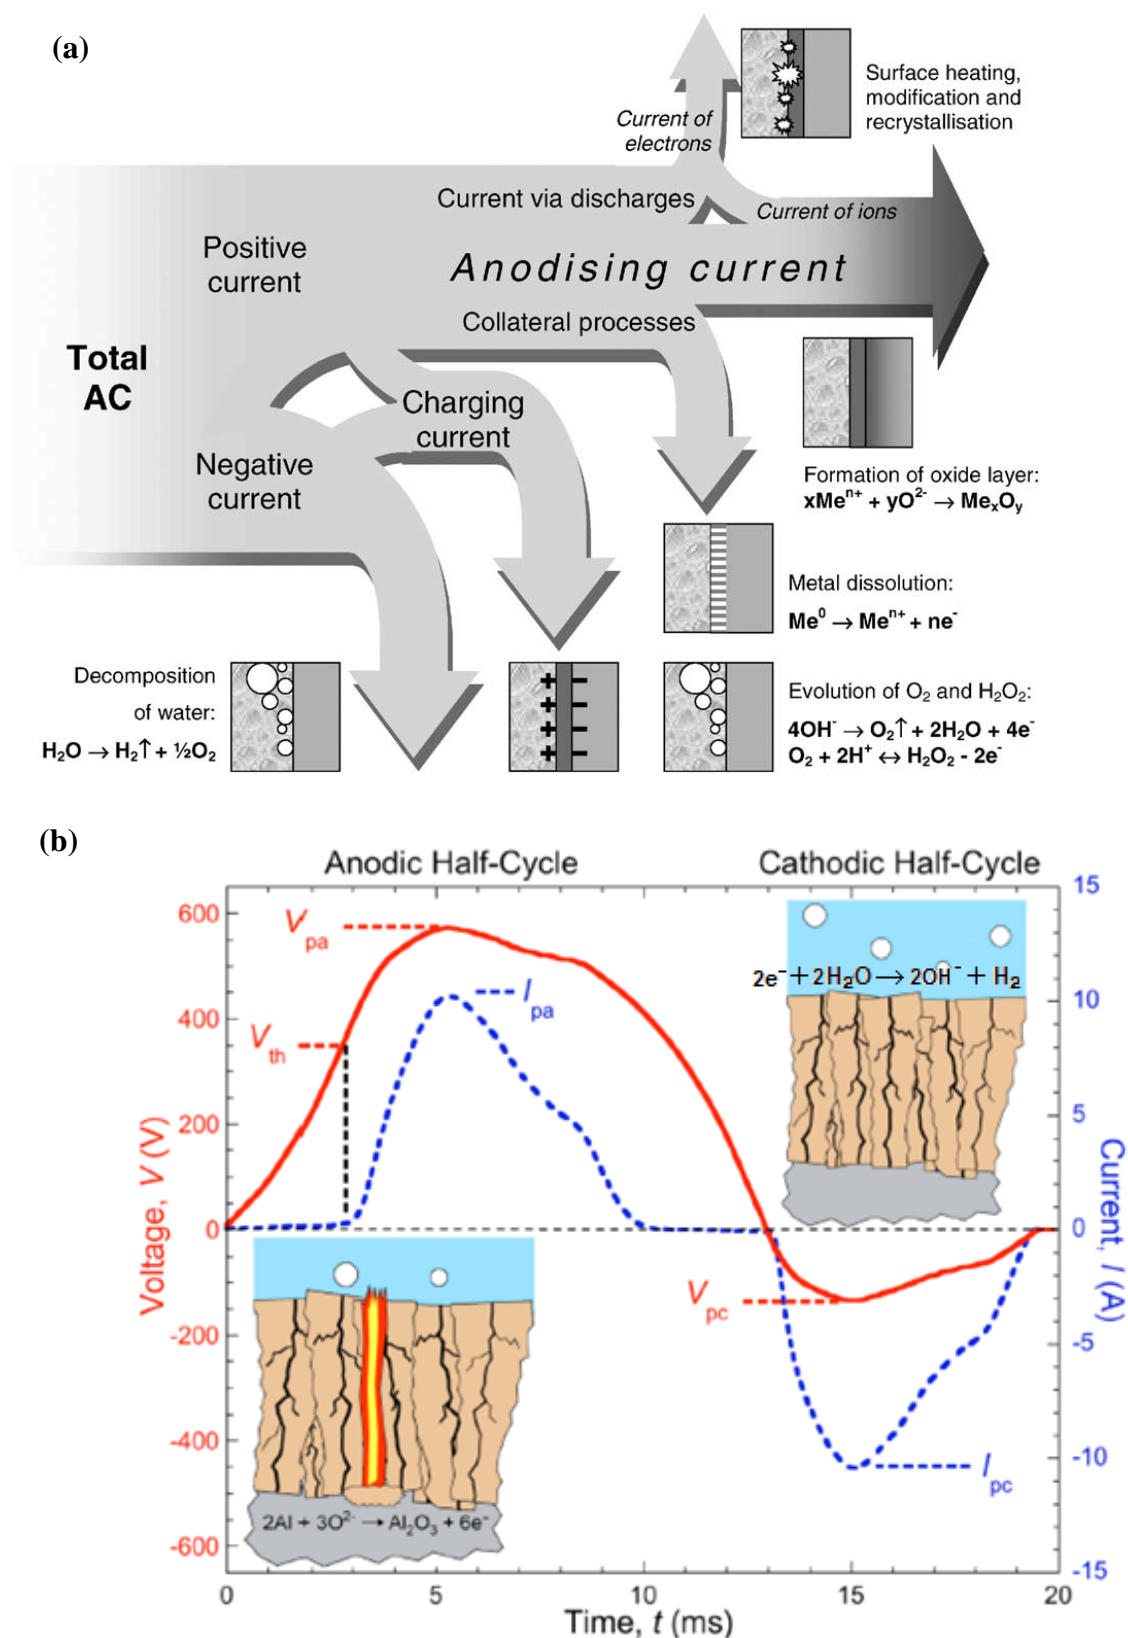 (a)
Surface heating,
modification and
recrystallisation
Current of
electrons
Current via discharges
Current of ions
Positive
current
Anodising current
Collateral processes
Total
AC
Charging
current
Negative
current
Formation of oxide layer:
xMeⁿ⁺ + yO²⁻ → MeₓOᵧ
Metal dissolution:
Me⁰ → Meⁿ⁺ + ne⁻
Decomposition
of water:
H₂O → H₂↑ + ½O₂
Evolution of O₂ and H₂O₂:
4OH⁻ → O₂↑ + 2H₂O + 4e⁻
O₂ + 2H⁺ ↔ H₂O₂ - 2e⁻
(b)
Anodic Half-Cycle
Cathodic Half-Cycle
600
400
200
0
-200
-400
-600
Voltage, V (V)
Vpa
Vth
Ipa
Vpc
Ipc
2e⁻ + 2H₂O → 2OH⁻ + H₂
2Al + 3O²⁻ → Al₂O₃ + 6e⁻
15
10
5
0
-5
-10
-15
Current, I (A)
0
5
10
15
20
Time, t (ms)